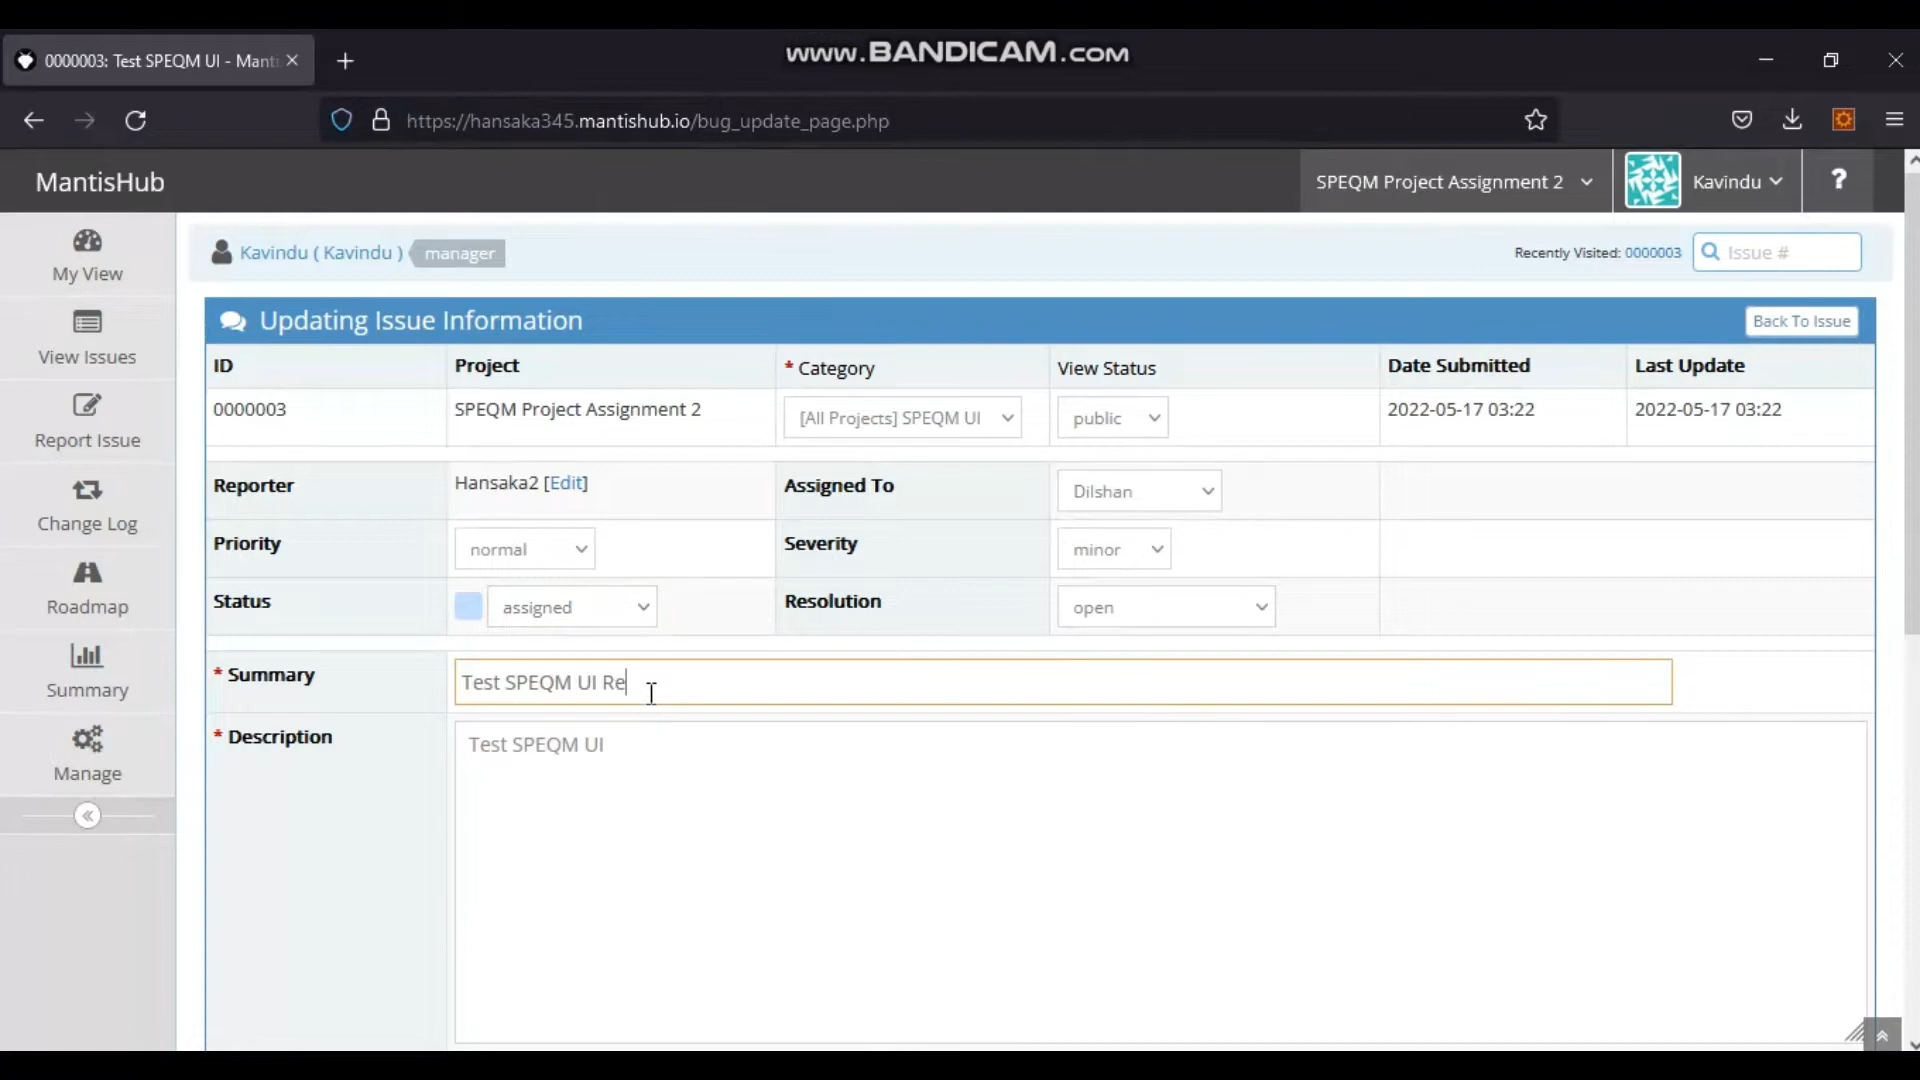 www.BANDICAM.com
0000003: Test SPEQM UI - Manti
https://hansaka345.mantishub.io/bug_update_page.php
MantisHub
SPEQM Project Assignment 2
Kavindu
?
My View
View Issues
Report Issue
Change Log
Roadmap
Summary
Manage
Kavindu ( Kavindu )
manager
Recently Visited: 0000003
Issue #
Updating Issue Information
Back To Issue
ID
Project
* Category
View Status
Date Submitted
Last Update
0000003
SPEQM Project Assignment 2
[All Projects] SPEQM UI
public
2022-05-17 03:22
2022-05-17 03:22
Reporter
Hansaka2 [Edit]
Assigned To
Dilshan
Priority
normal
Severity
minor
Status
assigned
Resolution
open
* Summary
Test SPEQM UI Re
* Description
Test SPEQM UI